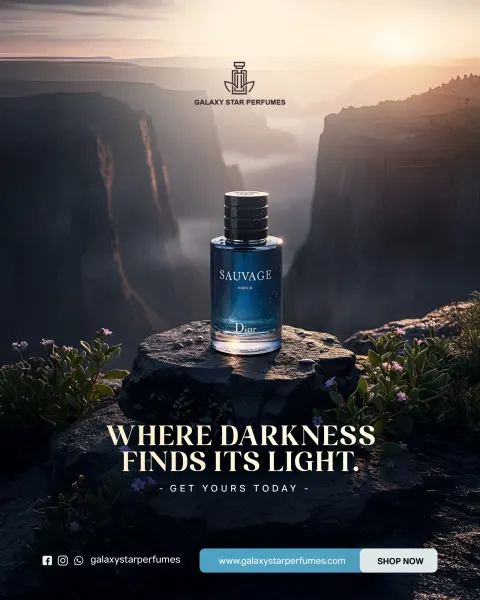 GALAXY STAR PERFUMES
SAUVAGE
PARFUM
Dior
WHERE DARKNESS
FINDS ITS LIGHT.
- GET YOURS TODAY -
galaxystarperfumes
www.galaxystarperfumes.com
SHOP NOW